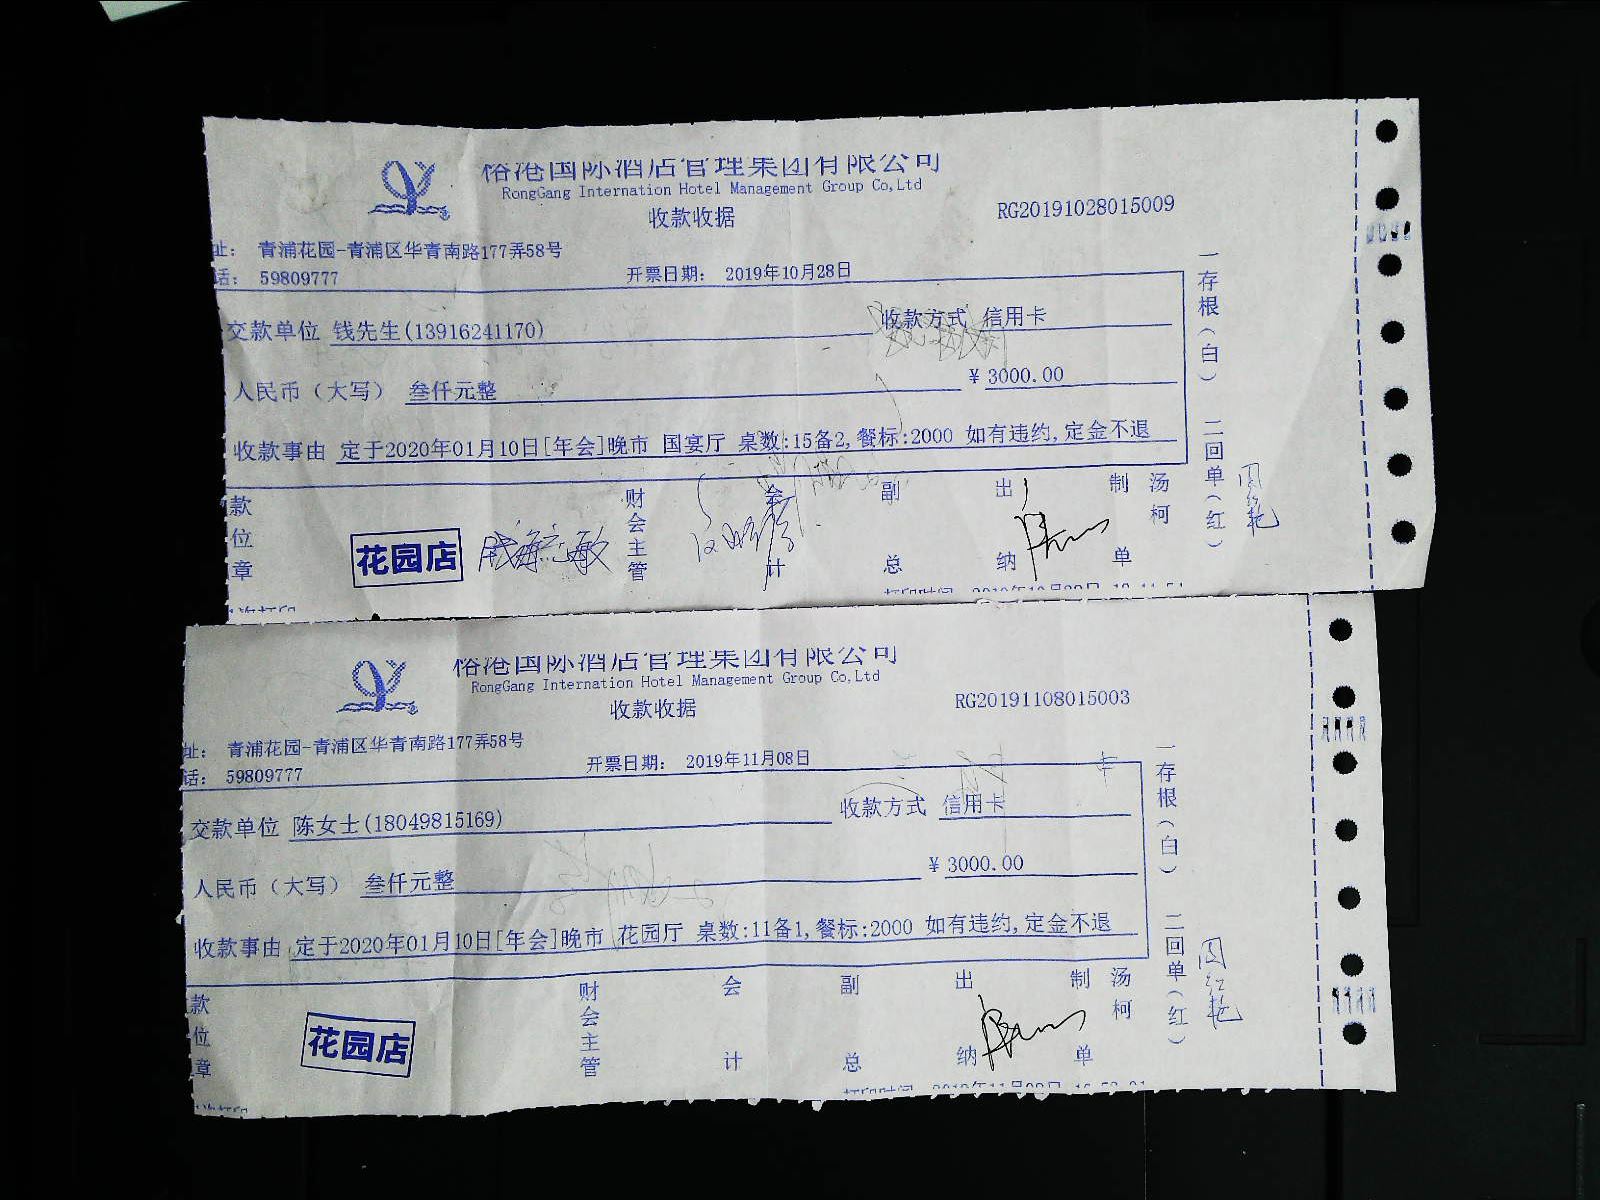 裕港国际酒店管理集团有限公司
RongGang Internation Hotel Management Group Co,Ltd
收款收据
RG20191028015009
址： 青浦花园-青浦区华青南路177弄58号
话： 59809777
开票日期： 2019年10月28日
交款单位 钱先生(13916241170)
收款方式 信用卡
人民币（大写） 叁仟元整
￥3000.00
收款事由 定于2020年01月10日[年会]晚市 国宴厅 桌数:15备2,餐标:2000 如有违约,定金不退
款位章
花园店
财会主管
会计
副总
出纳
制单
汤柯
一存根（白） 二回单（红）
裕港国际酒店管理集团有限公司
RongGang Internation Hotel Management Group Co,Ltd
收款收据
RG20191108015003
址： 青浦花园-青浦区华青南路177弄58号
话： 59809777
开票日期： 2019年11月08日
交款单位 陈女士(18049815169)
收款方式 信用卡
人民币（大写） 叁仟元整
￥3000.00
收款事由 定于2020年01月10日[年会]晚市 花园厅 桌数:11备1,餐标:2000 如有违约,定金不退
款位章
花园店
财会主管
会计
副总
出纳
制单
汤柯
一存根（白） 二回单（红）